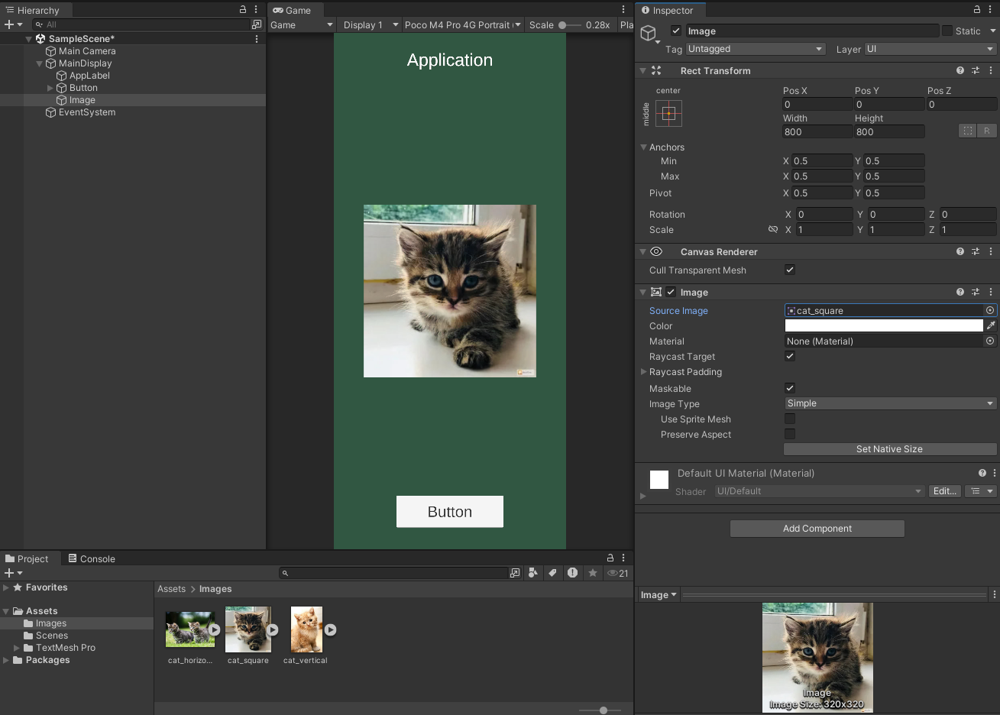 Hierarchy
All
SampleScene*
Main Camera
MainDisplay
AppLabel
Button
Image
EventSystem
Game
Game
Display 1
Poco M4 Pro 4G Portrait (
Scale
0.28x
Pla
Application
Button
Inspector
Image
Static
Tag
Untagged
Layer
UI
Rect Transform
center
middle
Pos X
Pos Y
Pos Z
0
0
0
Width
Height
800
800
R
Anchors
Min
X 0.5
Y 0.5
Max
X 0.5
Y 0.5
Pivot
X 0.5
Y 0.5
Rotation
X 0
Y 0
Z 0
Scale
X 1
Y 1
Z 1
Canvas Renderer
Cull Transparent Mesh
Image
Source Image
cat_square
Color
Material
None (Material)
Raycast Target
Raycast Padding
Maskable
Image Type
Simple
Use Sprite Mesh
Preserve Aspect
Set Native Size
Default UI Material (Material)
Shader
UI/Default
Edit...
Add Component
Project
Console
21
Favorites
Assets
Images
Scenes
TextMesh Pro
Packages
Assets > Images
cat_horizo...
cat_square
cat_vertical
Image
Image
Image Size: 320x320